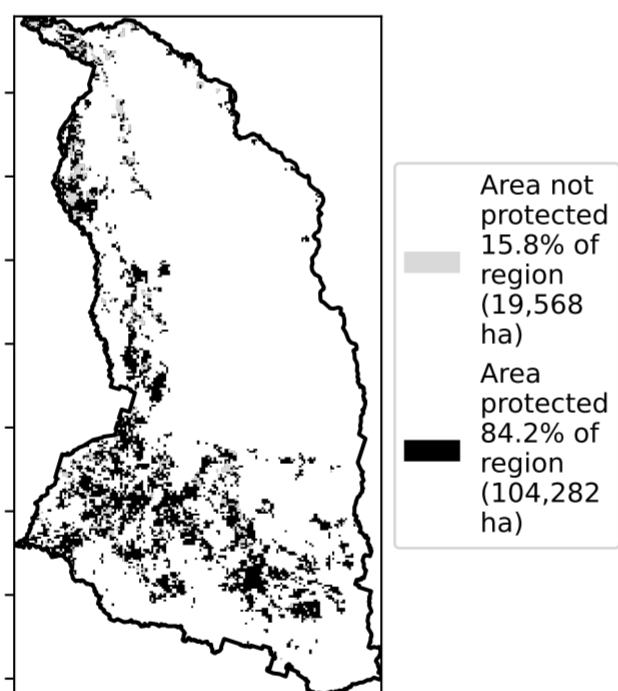 Area not
protected
15.8% of
region
(19,568
ha)
Area
protected
84.2% of
region
(104,282
ha)